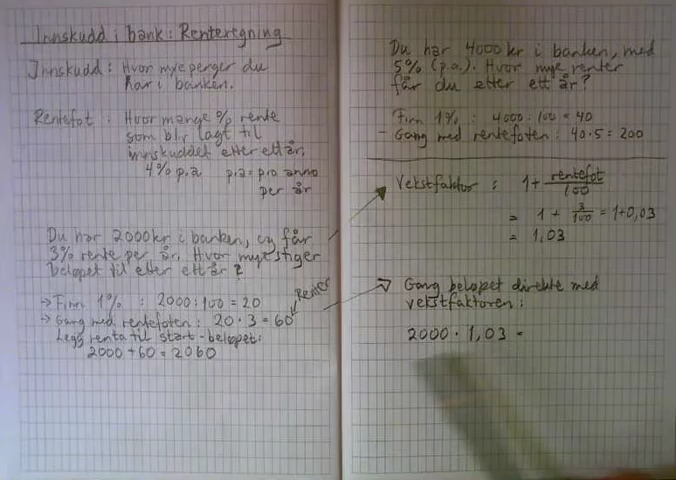 Innskudd i bank: Renteregning
Innskudd : Hvor mye penger du
har i banken.
Rentefot : Hvor mange % rente
som blir lagt til
innskuddet etter ett år.
4% p.a p.a = pro anno
per år
Du har 2000kr i banken, og får
3% rente per år. Hvor mye stiger
beløpet til etter ett år?
→ Finn 1% : 2000:100 = 20
→ Gang med rentefoten : 20 · 3 = 60
Renter
Legg renta til start-beløpet:
2000 + 60 = 2060
Du har 4000kr i banken, med
5% (p.a.). Hvor mye renter
får du etter ett år?
Finn 1% : 4000 : 100 = 40
- Gang med rentefoten : 40 · 5 = 200
Vekstfaktor : 1 + rentefot/100
= 1 + 3/100 = 1+0,03
= 1,03
Gang beløpet direkte med
vekstfaktoren :
2000 · 1,03 =